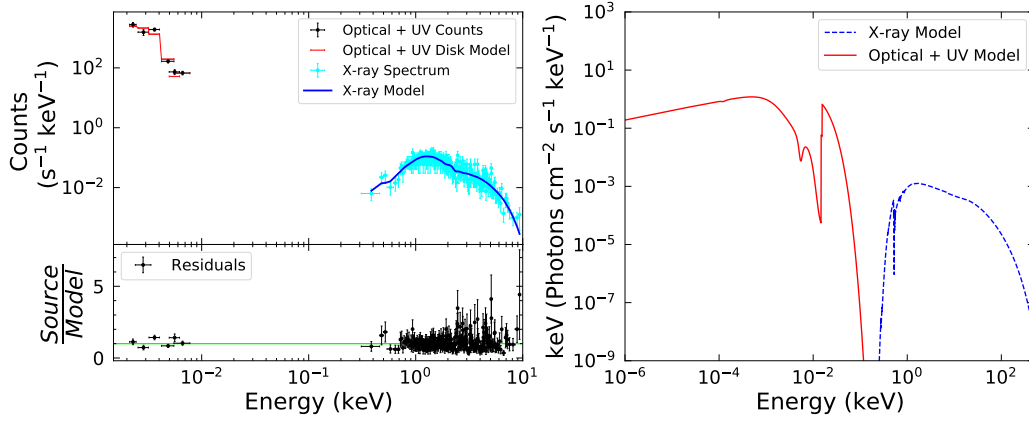 Optical + UV Counts
Optical + UV Disk Model
X-ray Spectrum
X-ray Model
Counts
(s⁻¹ keV⁻¹)
10²
10⁰
10⁻²
Residuals
Source
Model
5
1
0
10⁻² 10⁻¹ 10⁰ 10¹
Energy (keV)
X-ray Model
Optical + UV Model
keV (Photons cm⁻² s⁻¹ keV⁻¹)
10³
10¹
10⁻¹
10⁻³
10⁻⁵
10⁻⁷
10⁻⁹
10⁻⁶ 10⁻⁴ 10⁻² 10⁰ 10²
Energy (keV)